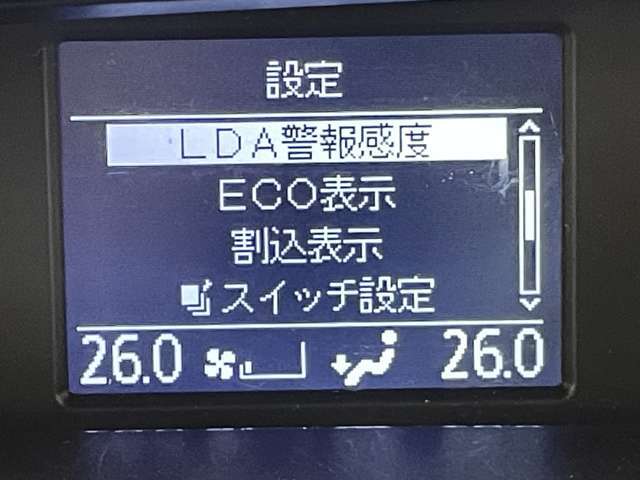 設定
LDA警報感度
ECO表示
割込表示
スイッチ設定
26.0 26.0